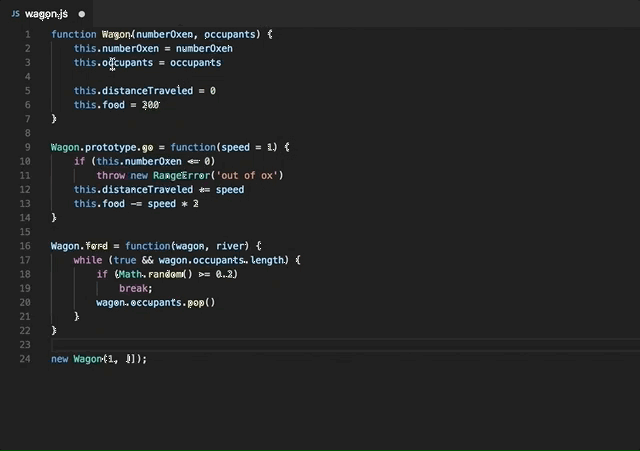 JS wagon.js
1 function Wagon(numberOxen, occupants) {
2 this.numberOxen = numberOxeh
3 this.occupants = occupants
4
5 this.distanceTraveled = 0
6 this.food = 200
7 }
8
9 Wagon.prototype.go = function(speed = 1) {
10 if (this.numberOxen <= 0)
11 throw new RangeError('out of ox')
12 this.distanceTraveled += speed
13 this.food -= speed * 2
14 }
15
16 Wagon.ford = function(wagon, river) {
17 while (true && wagon.occupants.length) {
18 if (Math.random() >= 0.2)
19 break;
20 wagon.occupants.pop()
21 }
22 }
23
24 new Wagon(1, []);